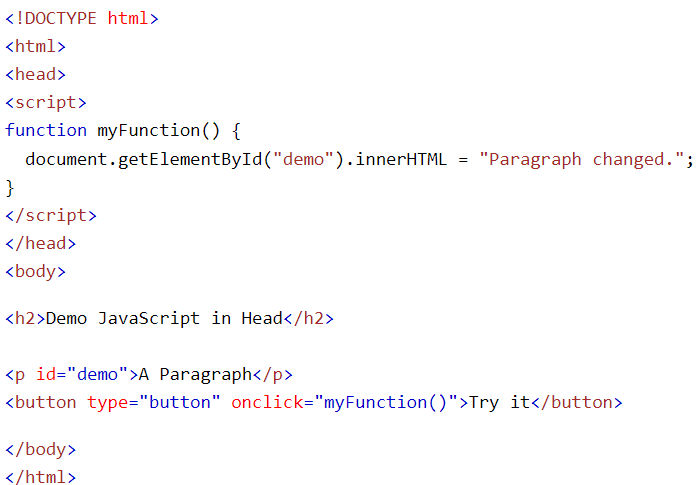 <!DOCTYPE html>
<html>
<head>
<script>
function myFunction() {
  document.getElementById("demo").innerHTML = "Paragraph changed.";
}
</script>
</head>
<body>
<h2>Demo JavaScript in Head</h2>
<p id="demo">A Paragraph</p>
<button type="button" onclick="myFunction()">Try it</button>
</body>
</html>